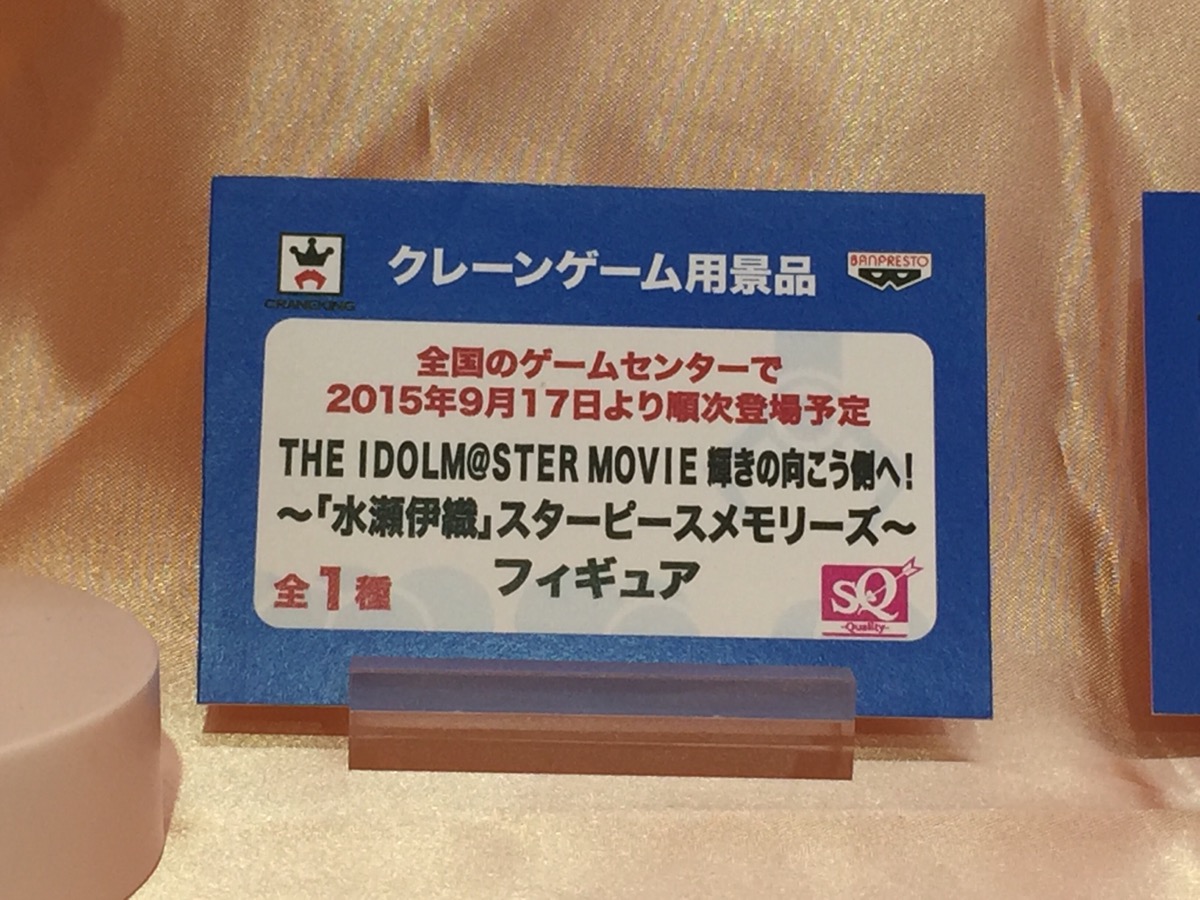 クレーンゲーム用景品
CRANEKING
BANPRESTO
全国のゲームセンターで
2015年9月17日より順次登場予定
THE IDOLM@STER MOVIE 輝きの向こう側へ!
～「水瀬伊織」スターピースメモリーズ～
フィギュア
全1種
SQ
-Quality-